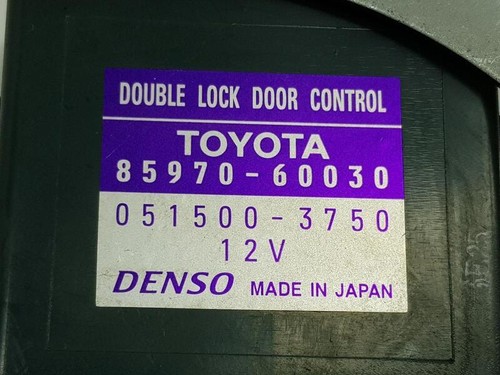 DOUBLE LOCK DOOR CONTROL
TOYOTA
85970-60030
051500-3750
12V
DENSO MADE IN JAPAN